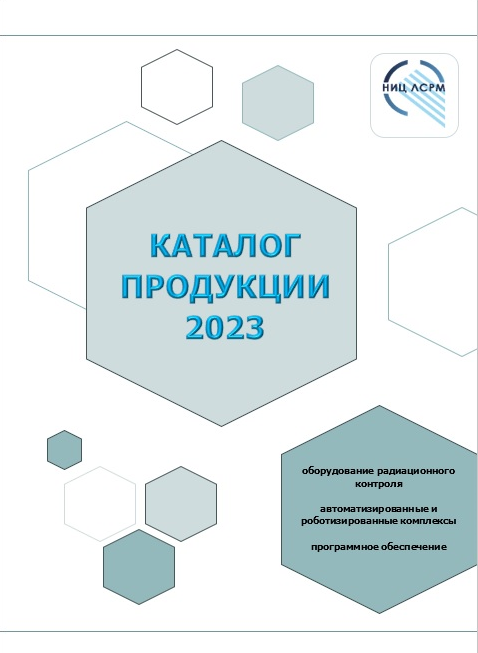 НИЦ ЛСРМ
КАТАЛОГ
ПРОДУКЦИИ
2023
оборудование радиационного
контроля
автоматизированные и
роботизированные комплексы
программное обеспечение